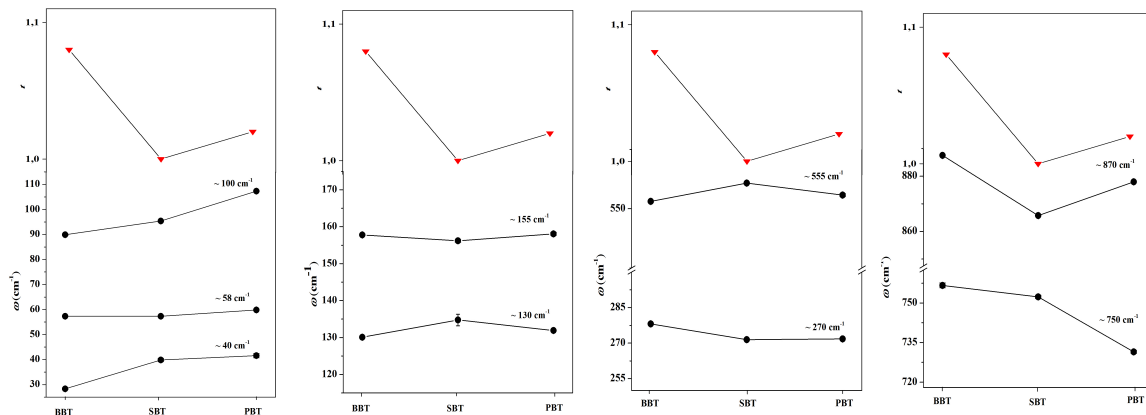 1,1
t
1,0
110
~ 100 cm-1
100
95
90
85
80
70
ω (cm-1)
~ 58 cm-1
60
50
~ 40 cm-1
40
30
BBT SBT PBT
1,1
t
1,0
170
~ 155 cm-1
160
150
ω (cm-1)
140
~ 130 cm-1
130
120
BBT SBT PBT
1,1
t
1,0
~ 555 cm-1
550
ω (cm-1)
285
~ 270 cm-1
270
255
BBT SBT PBT
1,1
t
1,0
~ 870 cm-1
880
860
ω (cm-1)
750
~ 750 cm-1
735
720
BBT SBT PBT